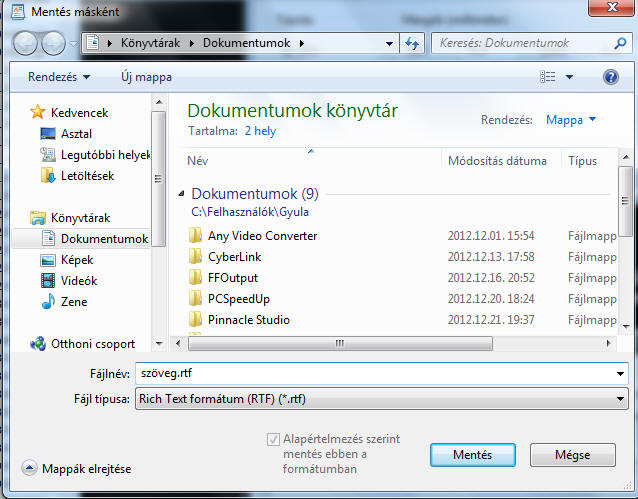 Mentés másként
Könyvtárak Dokumentumok
Keresés: Dokumentumok
Rendezés Új mappa
Kedvencek
Asztal
Legutóbbi helyek
Letöltések
Könyvtárak
Dokumentumok
Képek
Videók
Zene
Otthoni csoport
Dokumentumok könyvtár
Tartalma: 2 hely
Rendezés: Mappa
Név Módosítás dátuma Típus
Dokumentumok (9)
C:\Felhasználók\Gyula
Any Video Converter 2012.12.01. 15:54 Fájlmapp
CyberLink 2012.12.13. 17:58 Fájlmapp
FFOutput 2012.12.16. 20:52 Fájlmapp
PCSpeedUp 2012.12.20. 18:24 Fájlmapp
Pinnacle Studio 2012.12.21. 19:37 Fájlmapp
Fájlnév: szöveg.rtf
Fájl típusa: Rich Text formátum (RTF) (*.rtf)
Alapértelmezés szerint
mentés ebben a
formátumban
Mappák elrejtése
Mentés Mégse